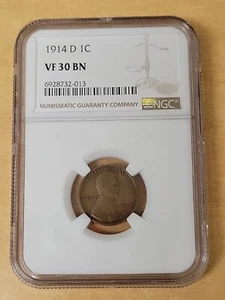 1914 D 1C
VF 30 BN
6928732-013
NUMISMATIC GUARANTY COMPANY
NGC